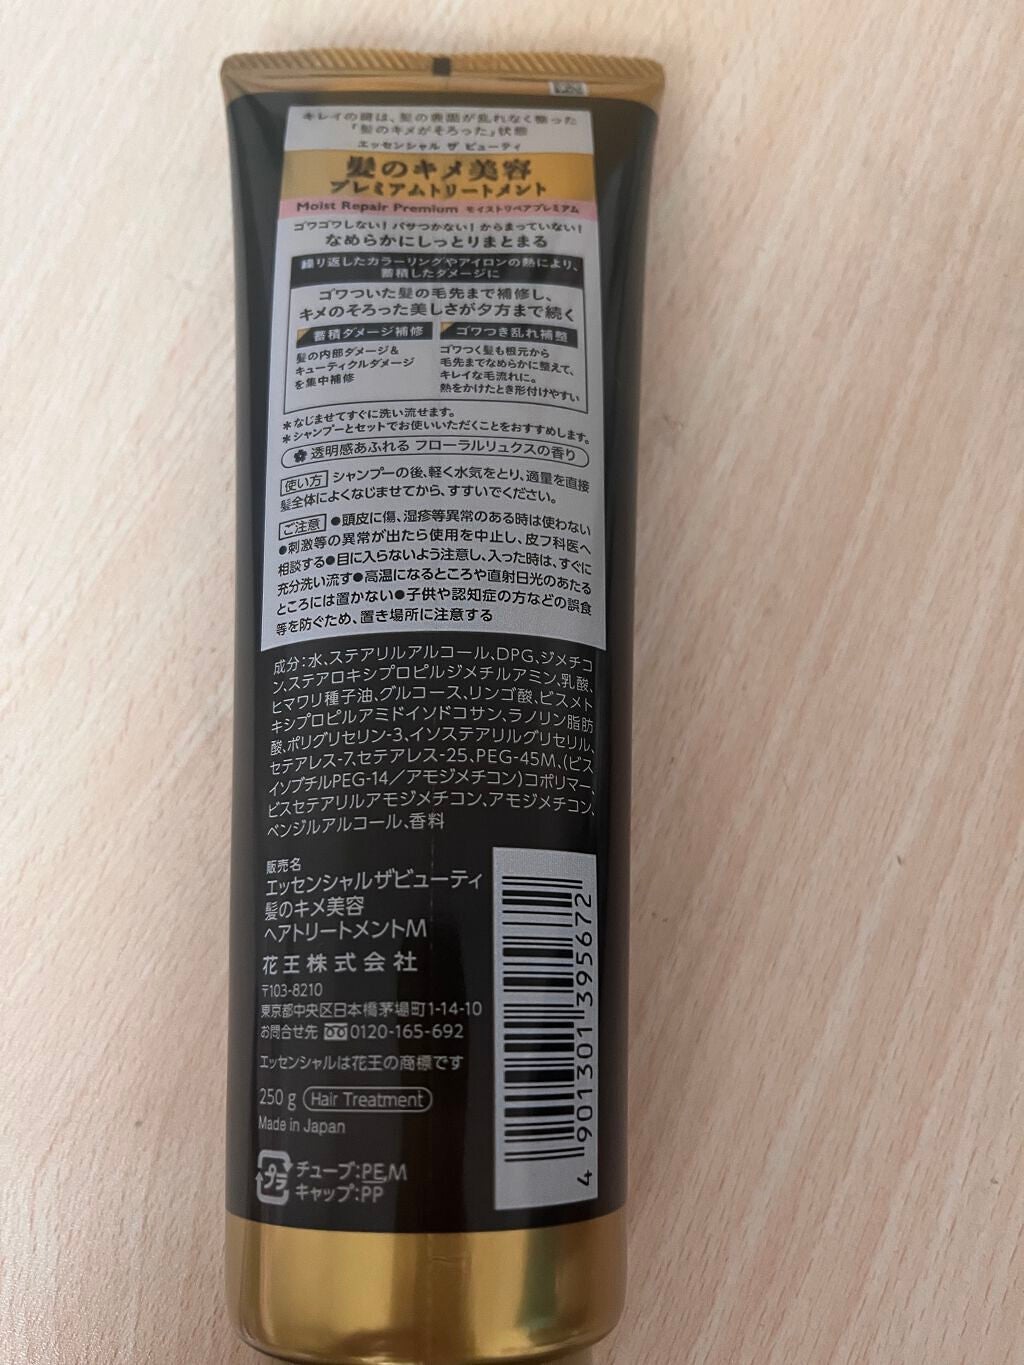 キレイの鍵は、髪の表面が乱れなく整った
「髪のキメがそろった」状態
エッセンシャル ザ ビューティ
髪のキメ美容
プレミアムトリートメント
Moist Repair Premium モイストリペアプレミアム
ゴワゴワしない！パサつかない！からまっていない！
なめらかにしっとりまとまる
繰り返したカラーリングやアイロンの熱により、
蓄積したダメージに
ゴワついた髪の毛先まで補修し、
キメのそろった美しさが夕方まで続く
蓄積ダメージ補修
髪の内部ダメージ&
キューティクルダメージ
を集中補修
ゴワつき乱れ補整
ゴワつく髪も根元から
毛先までなめらかに整えて、
キレイな毛流れに。
熱をかけたとき形付けやすい
＊なじませてすぐに洗い流せます。
＊シャンプーとセットでお使いいただくことをおすすめします。
透明感あふれる フローラルリュクスの香り
使い方 シャンプーの後、軽く水気をとり、適量を直接
髪全体によくなじませてから、すすいでください。
ご注意 ●頭皮に傷、湿疹等異常のある時は使わない
●刺激等の異常が出たら使用を中止し、皮フ科医へ
相談する●目に入らないよう注意し、入った時は、すぐに
充分洗い流す●高温になるところや直射日光のあたる
ところには置かない●子供や認知症の方などの誤食
等を防ぐため、置き場所に注意する
成分：水、ステアリルアルコール、DPG、ジメチコ
ン、ステアロキシプロピルジメチルアミン、乳酸、
ヒマワリ種子油、グルコース、リンゴ酸、ビスメト
キシプロピルアミドイソドコサン、ラノリン脂肪
酸、ポリグリセリン-3、イソステアリルグリセリル、
セテアレス-7、セテアレス-25、PEG-45M、(ビス
イソブチルPEG-14／アモジメチコン)コポリマー、
ビスセテアリルアモジメチコン、アモジメチコン、
ベンジルアルコール、香料
販売名
エッセンシャルザビューティ
髪のキメ美容
ヘアトリートメントM
花王株式会社
〒103-8210
東京都中央区日本橋茅場町1-14-10
お問合せ先 0120-165-692
エッセンシャルは花王の商標です
250 g Hair Treatment
Made in Japan
プラ チューブ:PE,M
キャップ:PP
4 901301 395672